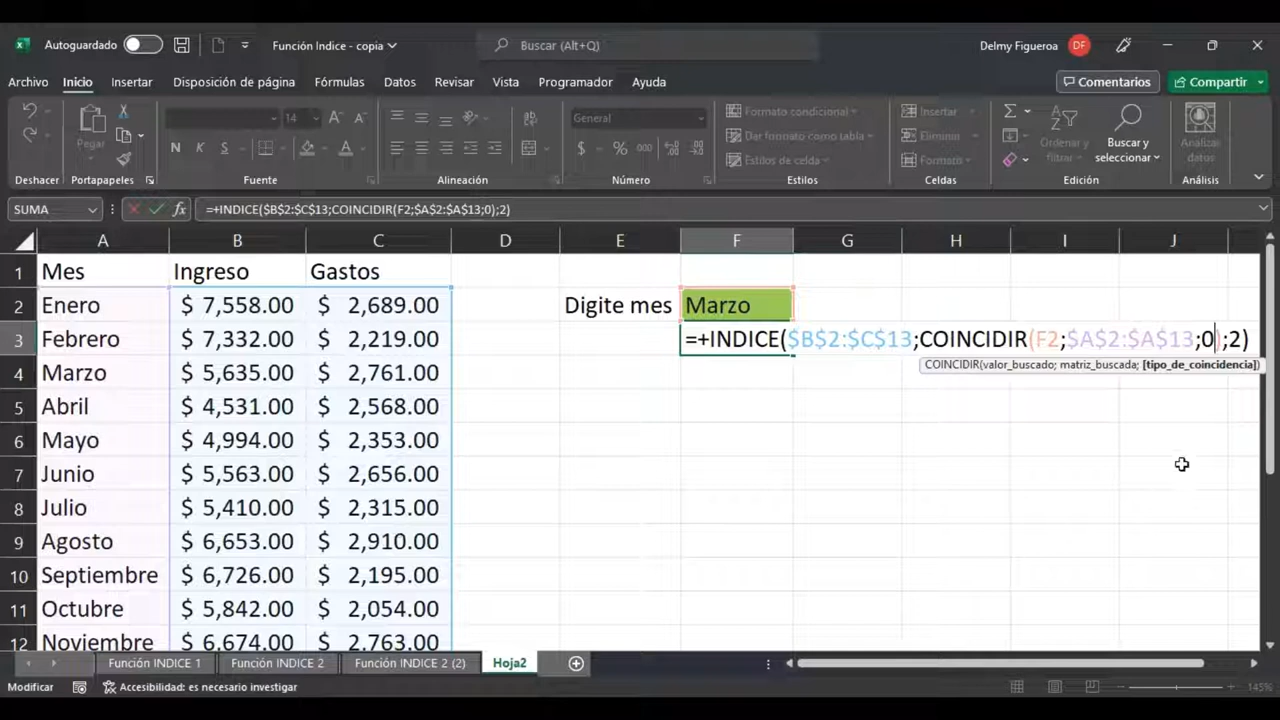 Autoguardado
Función Indice - copia
Buscar (Alt+Q)
Delmy Figueroa DF
Archivo Inicio Insertar Disposición de página Fórmulas Datos Revisar Vista Programador Ayuda Comentarios Compartir
14 A A General Formato condicional Insertar Σ
Pegar Dar formato como tabla Eliminar Ordenar y filtrar Buscar y seleccionar Analizar datos
N K S A $ % 000 Estilos de celda Formato
Deshacer Portapapeles Fuente Alineación Número Estilos Celdas Edición Análisis
SUMA fx =+INDICE($B$2:$C$13;COINCIDIR(F2;$A$2:$A$13;0);2)
A B C D E F G H I J
1 Mes Ingreso Gastos
2 Enero $ 7,558.00 $ 2,689.00 Digite mes Marzo
3 Febrero $ 7,332.00 $ 2,219.00 =+INDICE($B$2:$C$13;COINCIDIR(F2;$A$2:$A$13;0);2)
COINCIDIR(valor_buscado; matriz_buscada; [tipo_de_coincidencia])
4 Marzo $ 5,635.00 $ 2,761.00
5 Abril $ 4,531.00 $ 2,568.00
6 Mayo $ 4,994.00 $ 2,353.00
7 Junio $ 5,563.00 $ 2,656.00
8 Julio $ 5,410.00 $ 2,315.00
9 Agosto $ 6,653.00 $ 2,910.00
10 Septiembre $ 6,726.00 $ 2,195.00
11 Octubre $ 5,842.00 $ 2,054.00
12 Noviembre $ 6,674.00 $ 2,763.00
Función INDICE 1 Función INDICE 2 Función INDICE 2 (2) Hoja2
Modificar Accesibilidad: es necesario investigar 145%